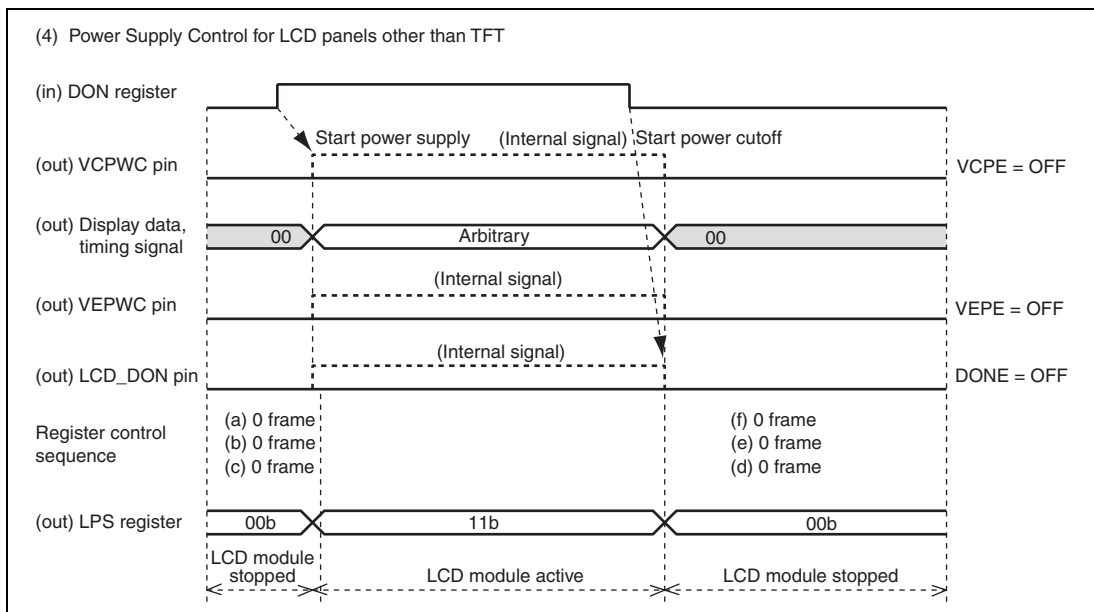 (4) Power Supply Control for LCD panels other than TFT
(in) DON register
Start power supply
(Internal signal)
Start power cutoff
(out) VCPWC pin
VCPE = OFF
(out) Display data,
timing signal
00
Arbitrary
00
(Internal signal)
(out) VEPWC pin
VEPE = OFF
(Internal signal)
(out) LCD_DON pin
DONE = OFF
Register control
sequence
(a) 0 frame
(b) 0 frame
(c) 0 frame
(f) 0 frame
(e) 0 frame
(d) 0 frame
(out) LPS register
00b
11b
00b
LCD module
stopped
LCD module active
LCD module stopped